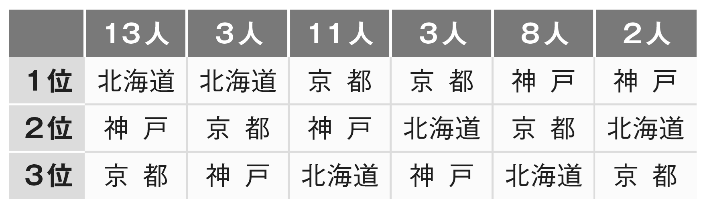 13人 3人 11人 3人 8人 2人
1位 北海道 北海道 京都 京都 神戸 神戸
2位 神戸 京都 神戸 北海道 京都 北海道
3位 京都 神戸 北海道 神戸 北海道 京都